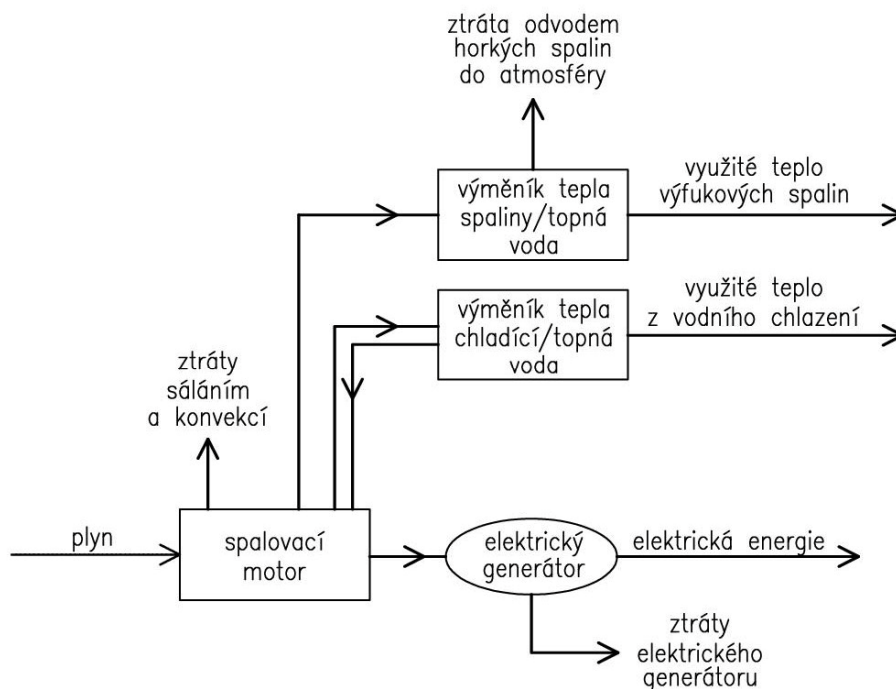 ztráta odvodem
horkých spalin
do atmosféry
výměník tepla
spaliny/topná
voda
využité teplo
výfukových spalin
výměník tepla
chladící/topná
voda
využité teplo
z vodního chlazení
ztráty
sáláním
a konvekcí
plyn
spalovací
motor
elektrický
generátor
elektrická energie
ztráty
elektrického
generátoru